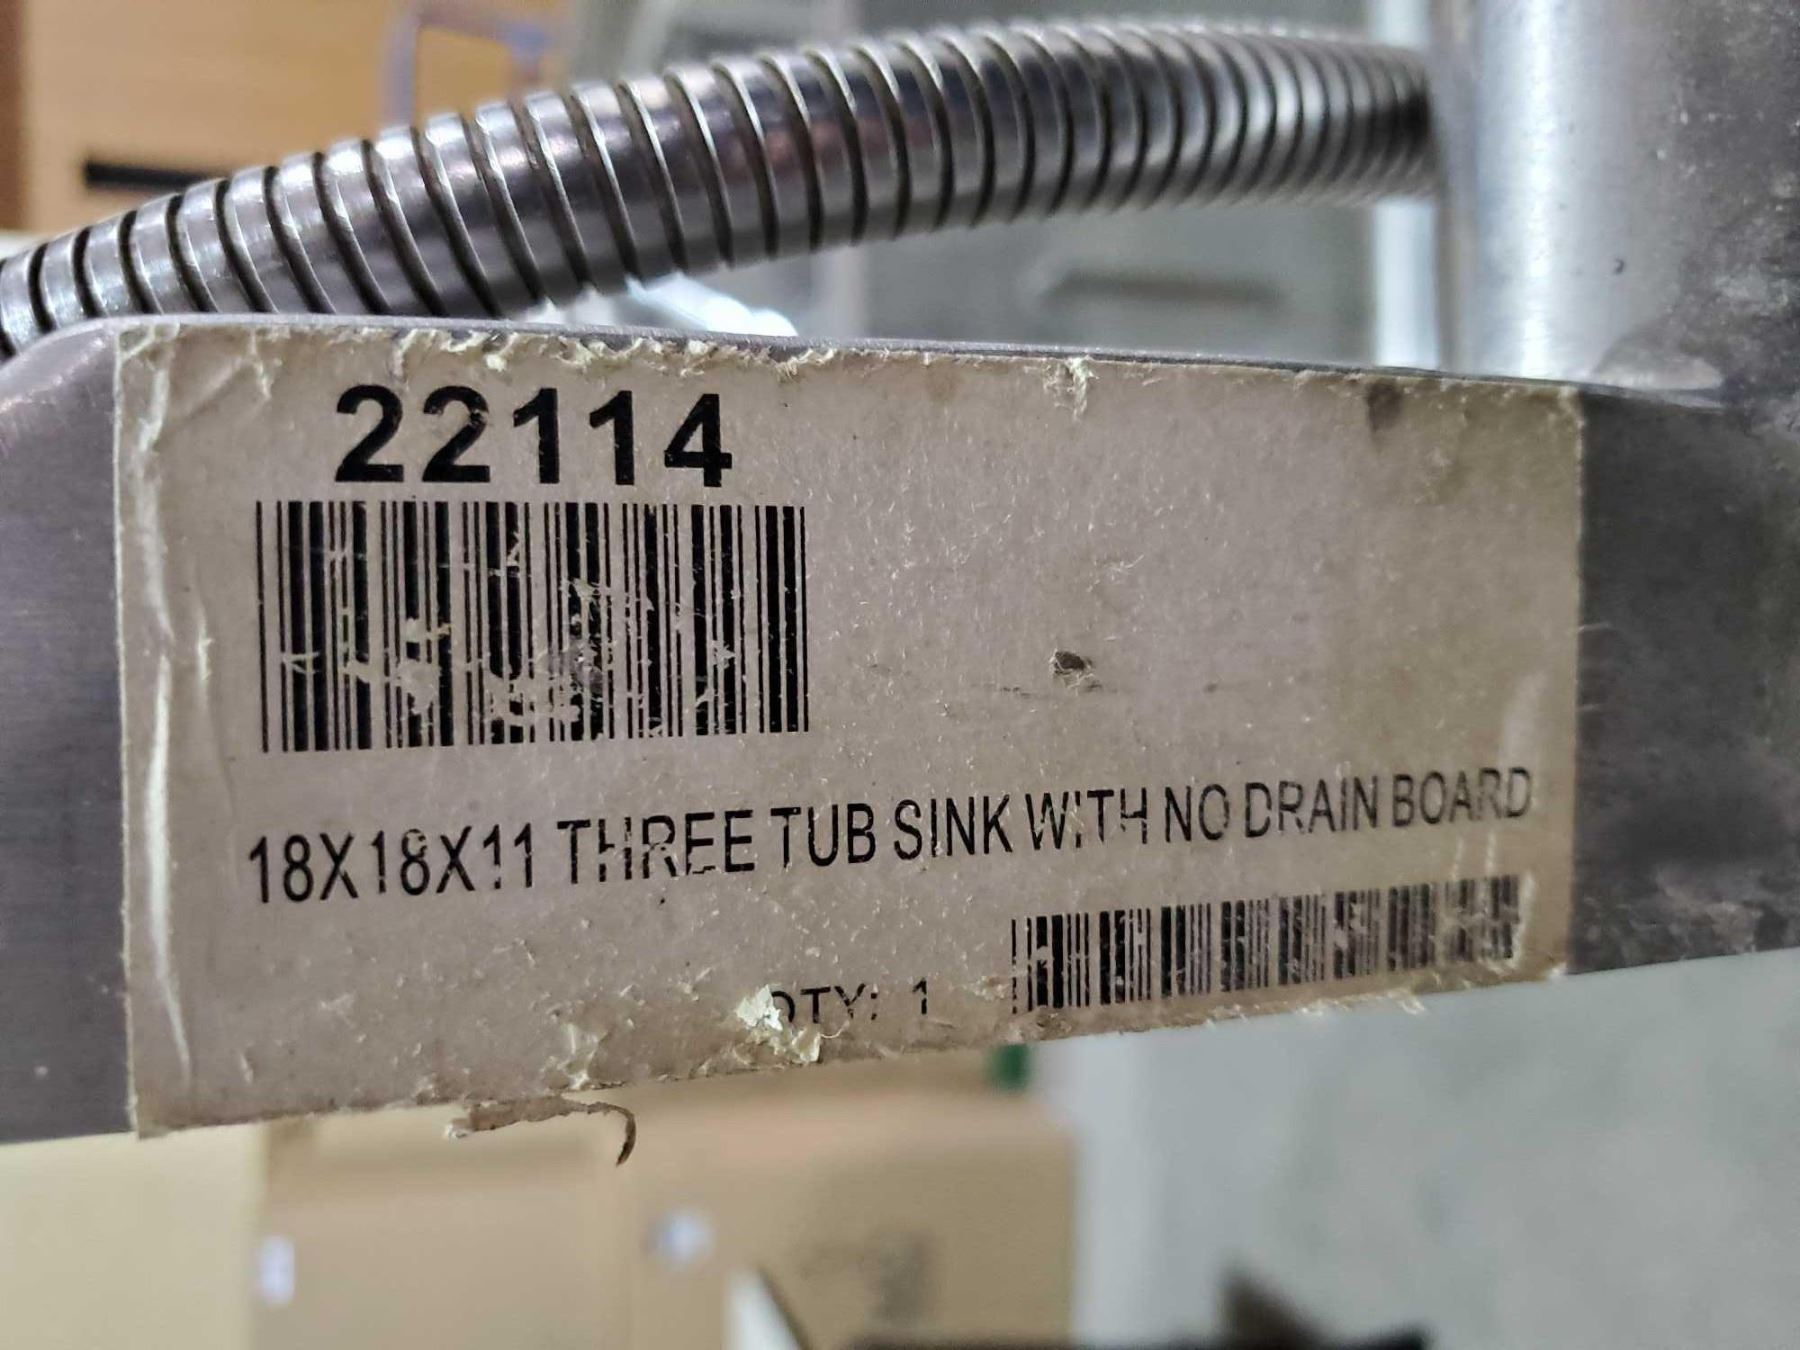 22114
18X18X11 THREE TUB SINK WITH NO DRAIN BOARD
QTY: 1